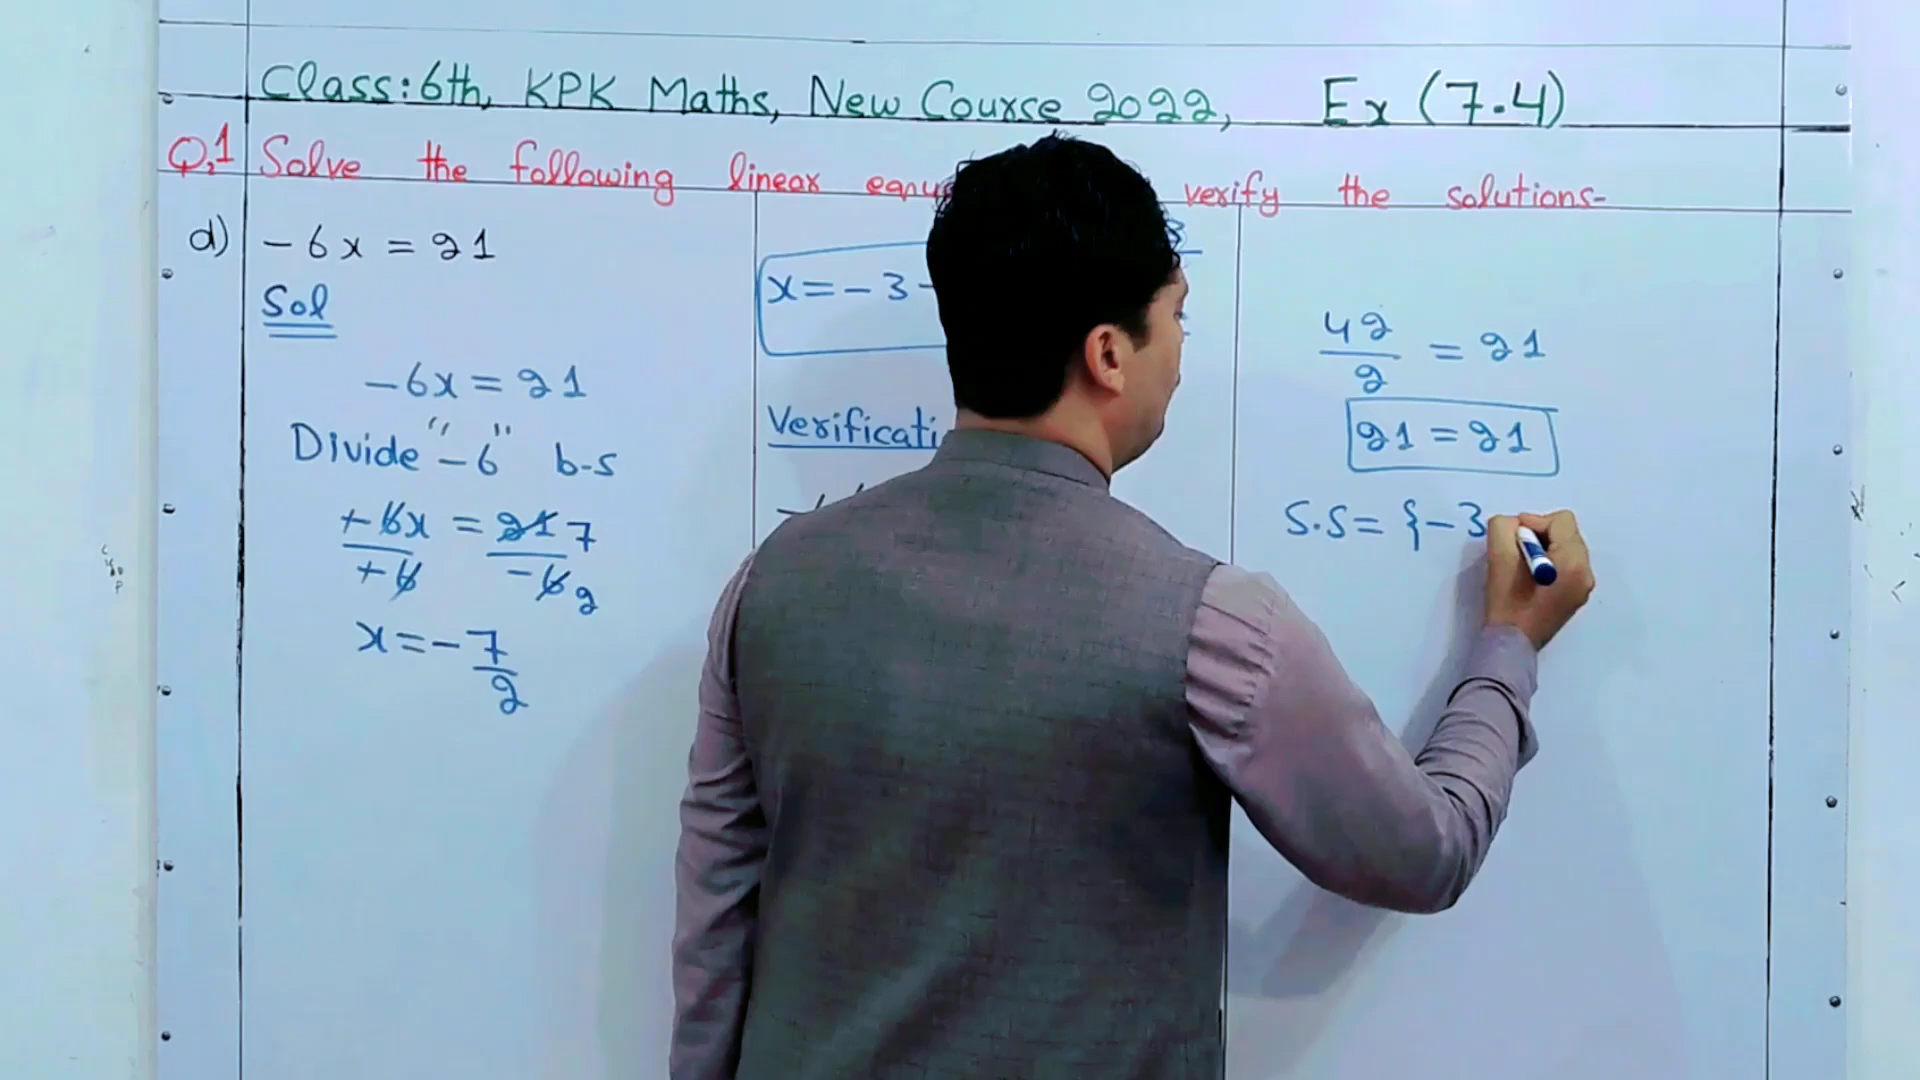 Class: 6th, KPK Maths, New Course 2022, Ex (7.4)
Q.1 Solve the following linear verify the solutions-
d) -6x = 21
Sol
-6x = 21
Divide "-6" b.s
-6x = 21 7
-6 -6 2
x = -7
2
x = -3
Verificati
42 = 21
2
21 = 21
S.S = {-3